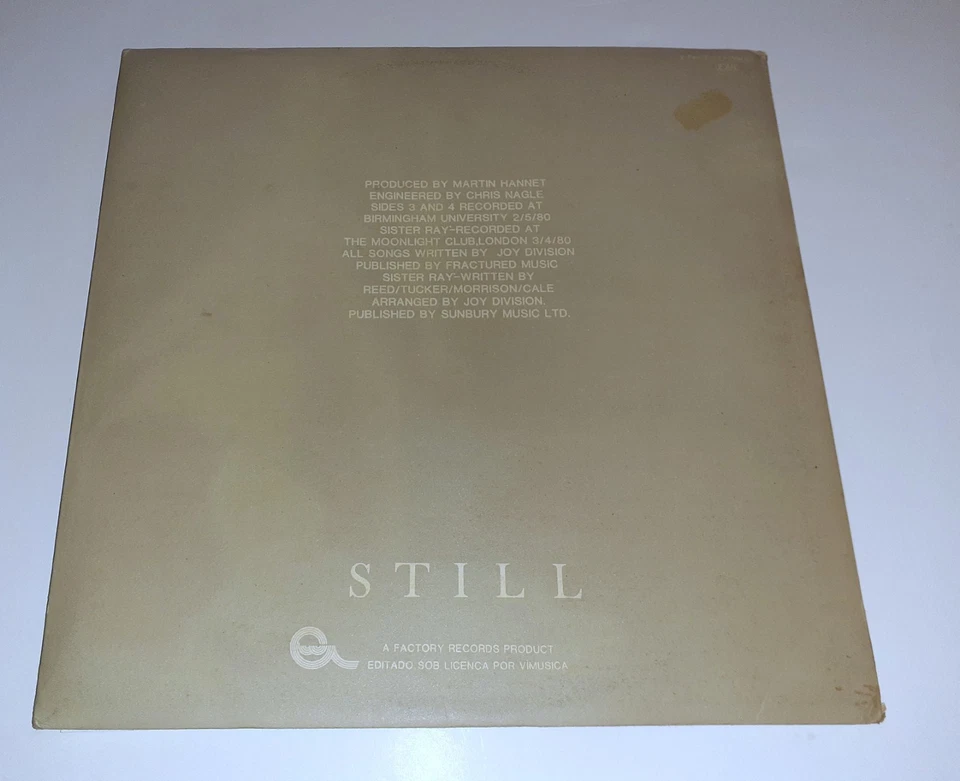 PRODUCED BY MARTIN HANNET
ENGINEERED BY CHRIS NAGLE
SIDES 3 AND 4 RECORDED AT
BIRMINGHAM UNIVERSITY 2/5/80
SISTER RAY-RECORDED AT
THE MOONLIGHT CLUB,LONDON 3/4/80
ALL SONGS WRITTEN BY JOY DIVISION
PUBLISHED BY FRACTURED MUSIC
SISTER RAY-WRITTEN BY
REED/TUCKER/MORRISON/CALE
ARRANGED BY JOY DIVISION.
PUBLISHED BY SUNBURY MUSIC LTD.
STILL
A FACTORY RECORDS PRODUCT
EDITADO SOB LICENCA POR VIMUSICA